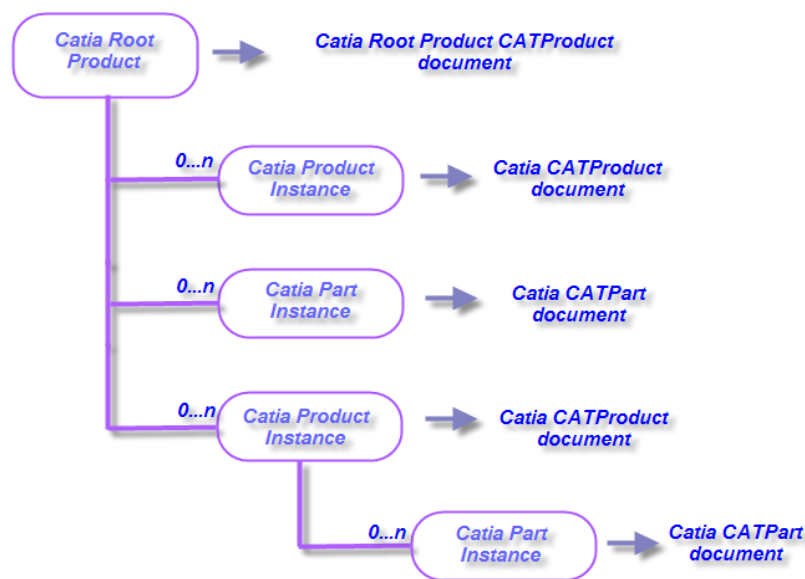 Catia Root
Product
Catia Root Product CATProduct
document
0...n
Catia Product
Instance
Catia CATProduct
document
0...n
Catia Part
Instance
Catia CATPart
document
0...n
Catia Product
Instance
Catia CATProduct
document
0...n
Catia Part
Instance
Catia CATPart
document